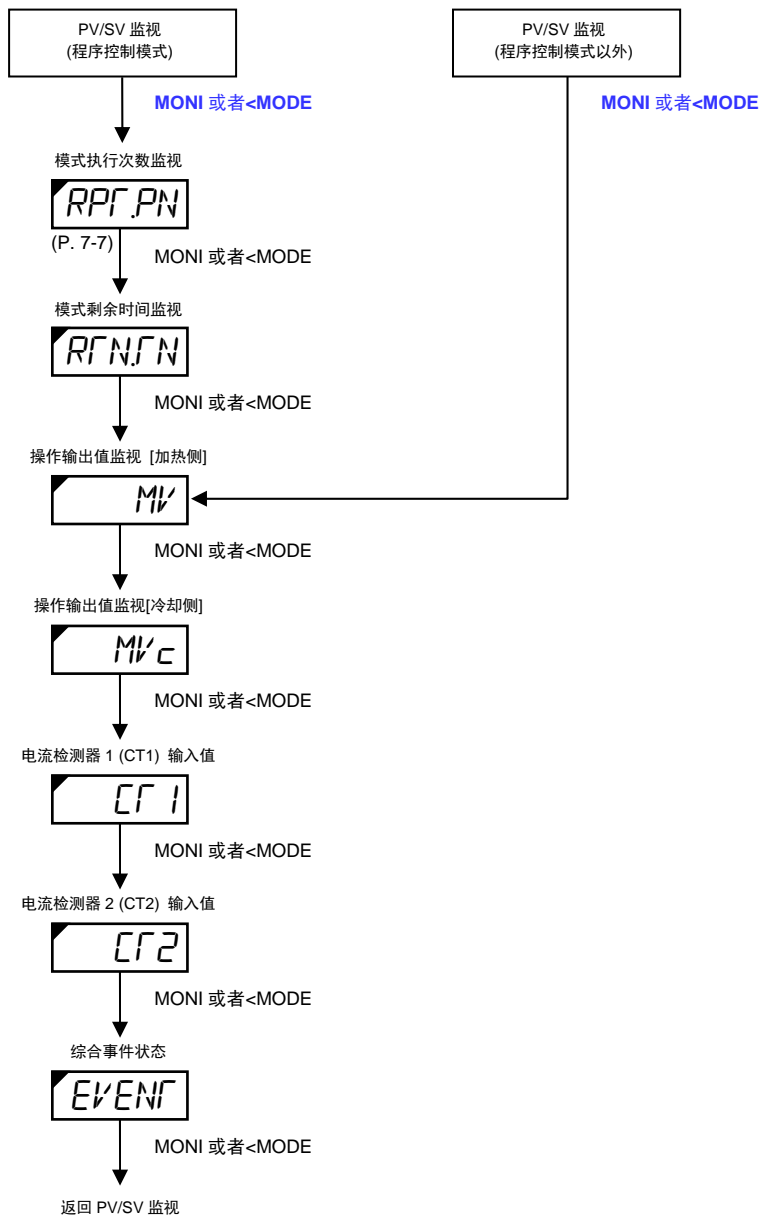 PV/SV 监视
(程序控制模式)
PV/SV 监视
(程序控制模式以外)
MONI 或者<MODE
MONI 或者<MODE
模式执行次数监视
RPT.PN
(P. 7-7)
MONI 或者<MODE
模式剩余时间监视
RTN.TN
MONI 或者<MODE
操作输出值监视 [加热侧]
MV
MONI 或者<MODE
操作输出值监视[冷却侧]
MVc
MONI 或者<MODE
电流检测器 1 (CT1) 输入值
CT1
MONI 或者<MODE
电流检测器 2 (CT2) 输入值
CT2
MONI 或者<MODE
综合事件状态
EVENT
MONI 或者<MODE
返回 PV/SV 监视